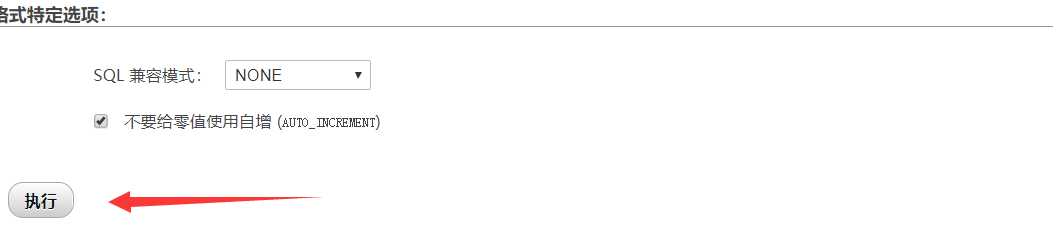 格式特定选项：
SQL 兼容模式： NONE
不要给零值使用自增 (AUTO_INCREMENT)
执行